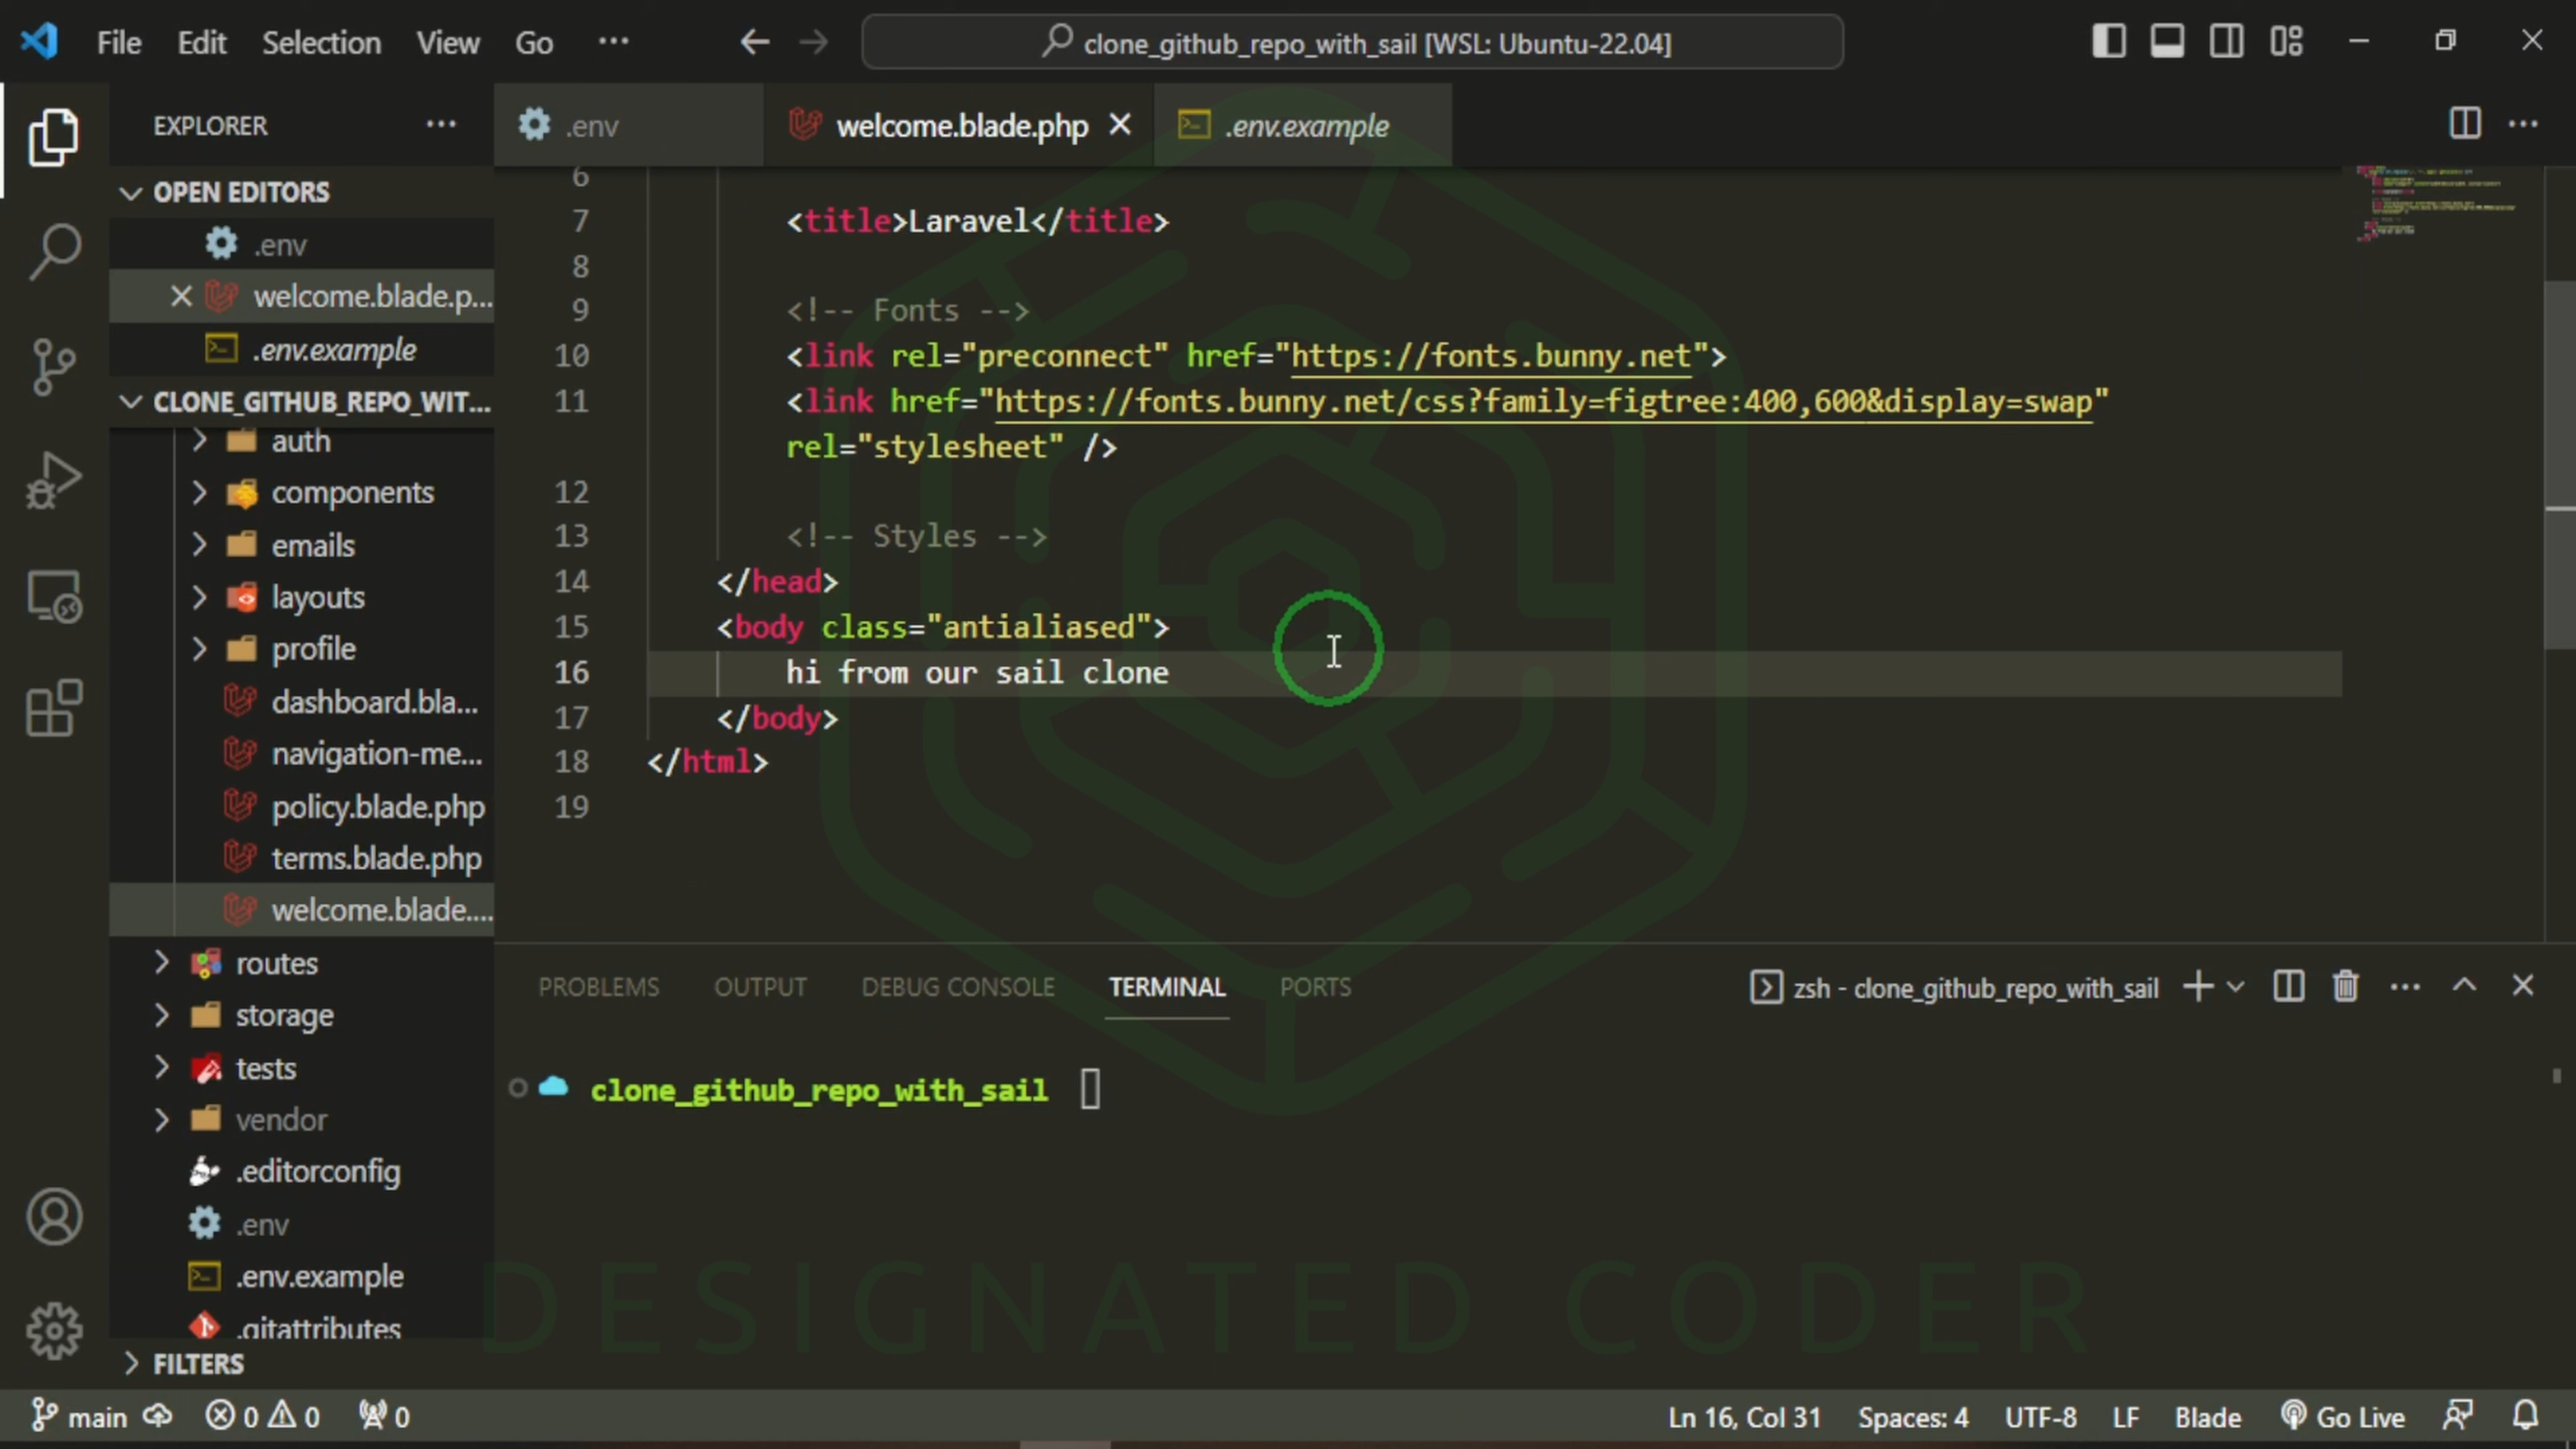 File Edit Selection View Go ··· clone_github_repo_with_sail [WSL: Ubuntu-22.04]
EXPLORER ···
.env welcome.blade.php .env.example ···
OPEN EDITORS
.env
welcome.blade.p...
.env.example
CLONE_GITHUB_REPO_WIT...
auth
components
emails
layouts
profile
dashboard.bla...
navigation-me...
policy.blade.php
terms.blade.php
welcome.blade....
routes
storage
tests
vendor
.editorconfig
.env
.env.example
.gitattributes
FILTERS
6
7 <title>Laravel</title>
8
9 <!-- Fonts -->
10 <link rel="preconnect" href="https://fonts.bunny.net">
11 <link href="https://fonts.bunny.net/css?family=figtree:400,600&display=swap"
rel="stylesheet" />
12
13 <!-- Styles -->
14 </head>
15 <body class="antialiased">
16 hi from our sail clone
17 </body>
18 </html>
19
PROBLEMS OUTPUT DEBUG CONSOLE TERMINAL PORTS zsh - clone_github_repo_with_sail ···
clone_github_repo_with_sail
DESIGNATED CODER
main 0 0 0 Ln 16, Col 31 Spaces: 4 UTF-8 LF Blade Go Live